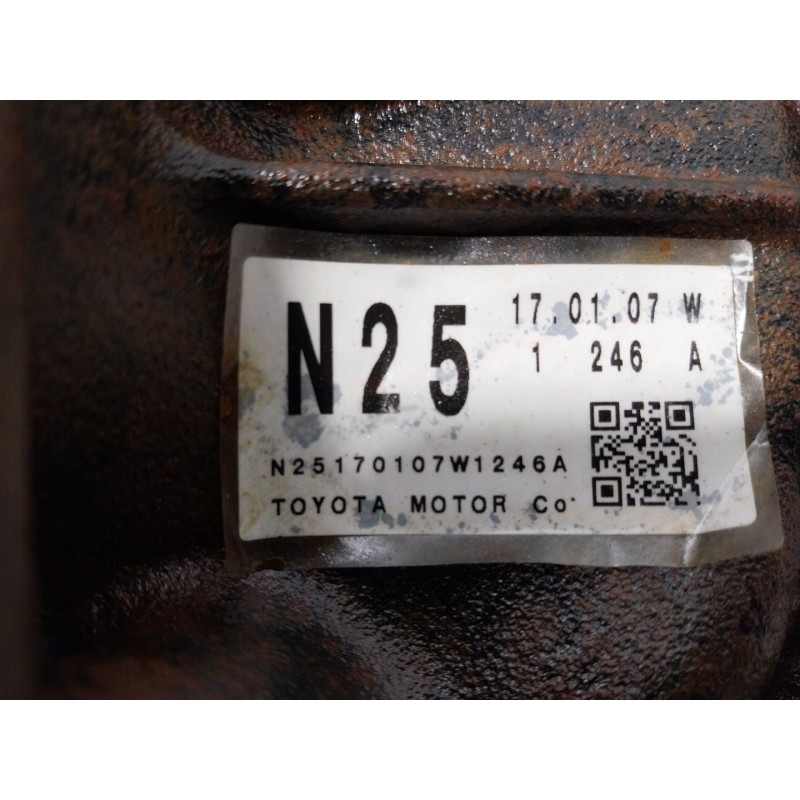 N25 17.01.07 W
1 246 A
N25170107W1246A
TOYOTA MOTOR Co